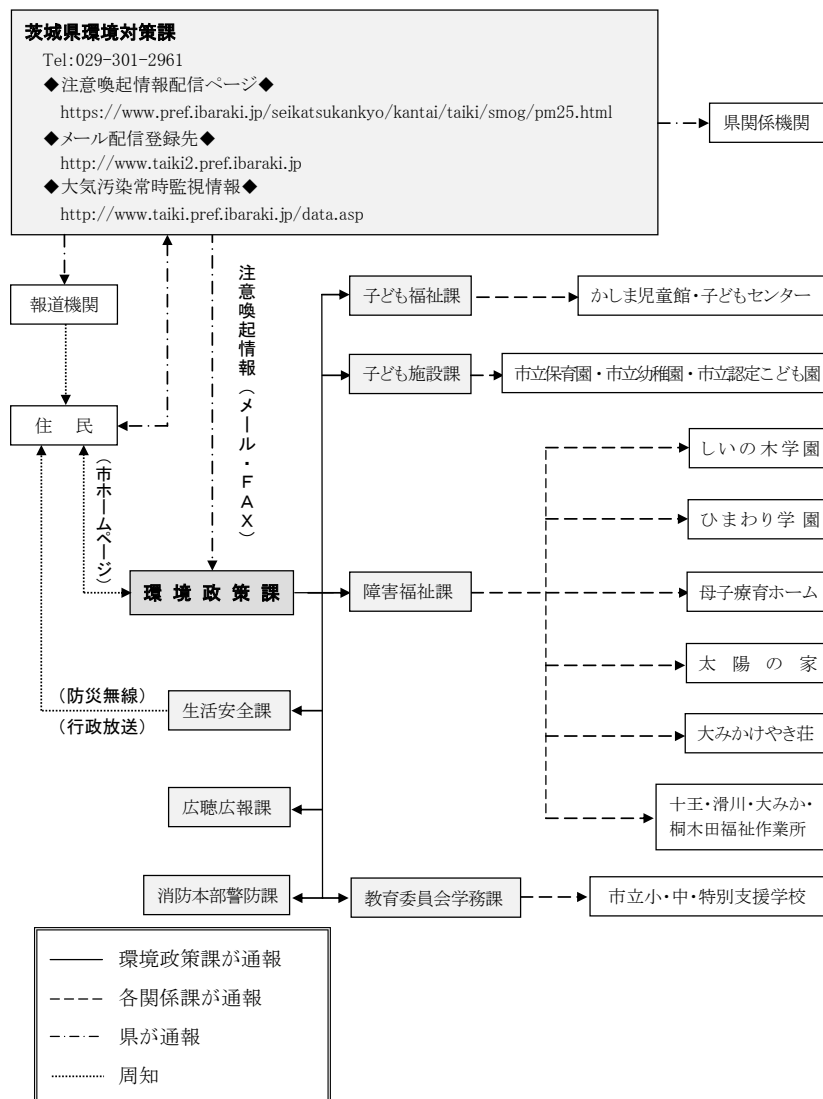 茨城県環境対策課
Tel:029-301-2961
◆注意喚起情報配信ページ◆
https://www.pref.ibaraki.jp/seikatsukankyo/kantai/taiki/smog/pm25.html
◆メール配信登録先◆
http://www.taiki2.pref.ibaraki.jp
◆大気汚染常時監視情報◆
http://www.taiki.pref.ibaraki.jp/data.asp
県関係機関
報道機関
注意喚起情報(メール・FAX)
住 民
(市ホームページ)
環 境 政 策 課
子ども福祉課
かしま児童館・子どもセンター
子ども施設課
市立保育園・市立幼稚園・市立認定こども園
障害福祉課
しいの木学園
ひまわり学園
母子療育ホーム
太 陽 の 家
大みかけやき荘
十王・滑川・大みか・
桐木田福祉作業所
(防災無線)
(行政放送)
生活安全課
広聴広報課
消防本部警防課
教育委員会学務課
市立小・中・特別支援学校
環境政策課が通報
各関係課が通報
県が通報
周知